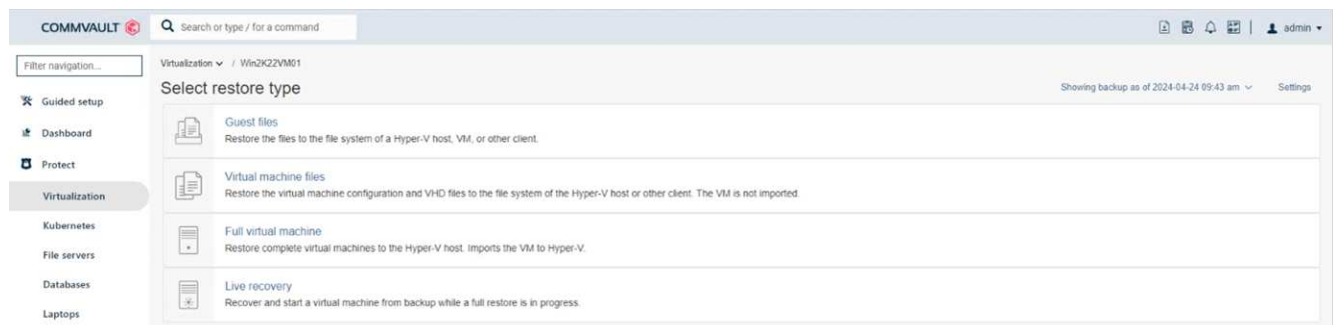 COMMVAULT
Search or type / for a command
admin
Filter navigation...
Guided setup
Dashboard
Protect
Virtualization
Kubernetes
File servers
Databases
Laptops
Virtualization / Win2K22VM01
Select restore type
Showing backup as of 2024-04-24 09:43 am
Settings
Guest files
Restore the files to the file system of a Hyper-V host, VM, or other client.
Virtual machine files
Restore the virtual machine configuration and VHD files to the file system of the Hyper-V host or other client. The VM is not imported.
Full virtual machine
Restore complete virtual machines to the Hyper-V host. Imports the VM to Hyper-V.
Live recovery
Recover and start a virtual machine from backup while a full restore is in progress.